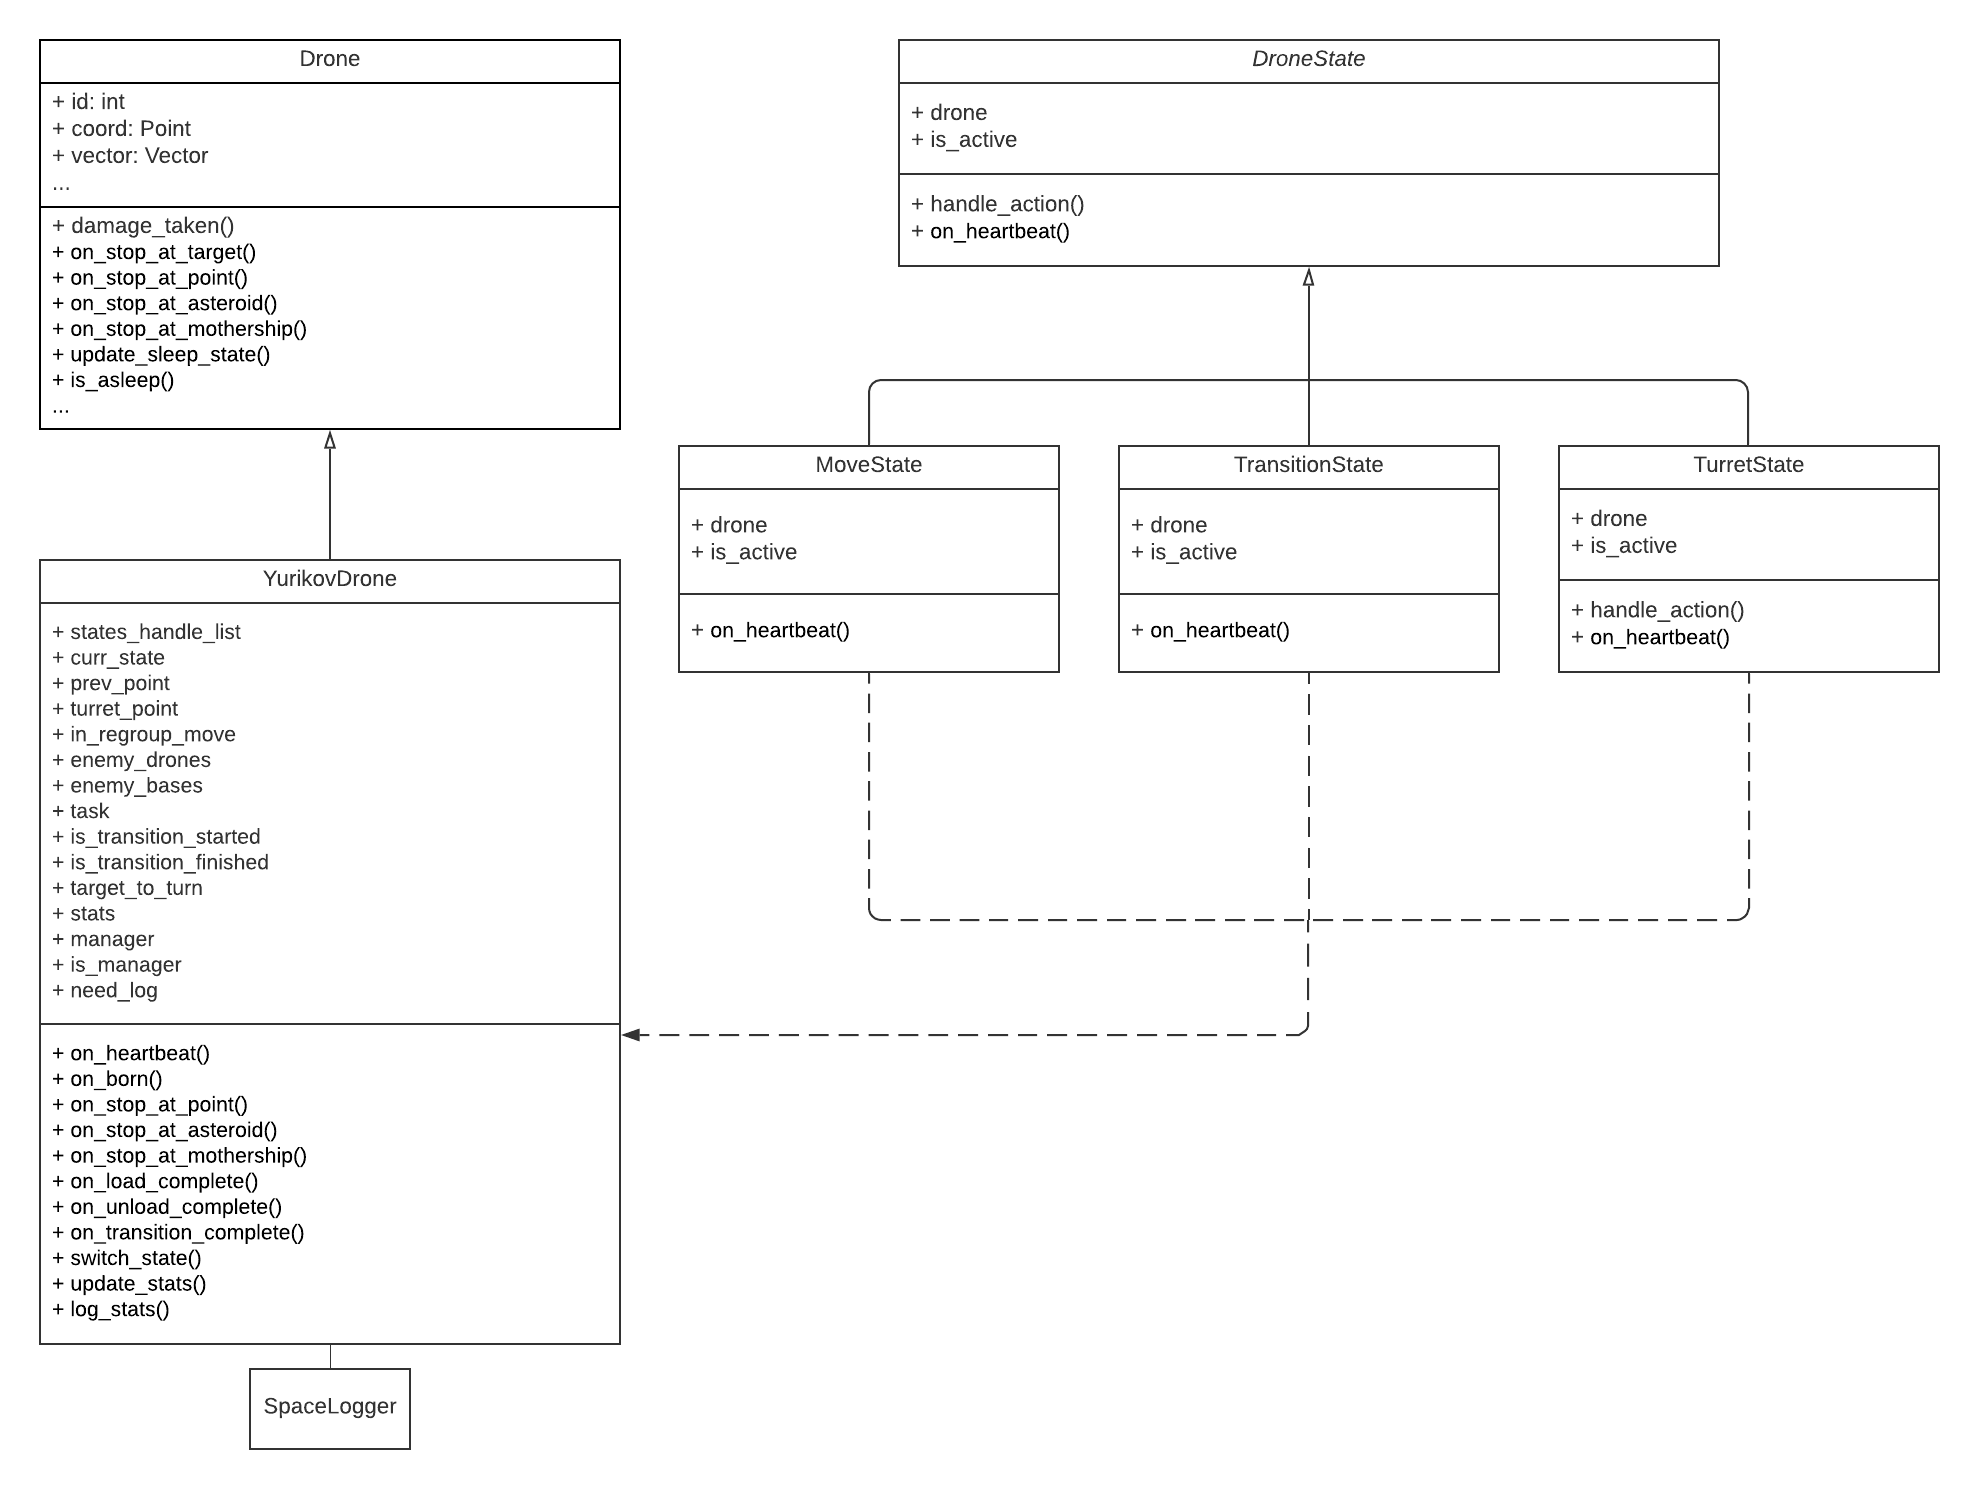 Drone
+ id: int
+ coord: Point
+ vector: Vector
...
+ damage_taken()
+ on_stop_at_target()
+ on_stop_at_point()
+ on_stop_at_asteroid()
+ on_stop_at_mothership()
+ update_sleep_state()
+ is_asleep()
...
DroneState
+ drone
+ is_active
+ handle_action()
+ on_heartbeat()
MoveState
+ drone
+ is_active
+ on_heartbeat()
TransitionState
+ drone
+ is_active
+ on_heartbeat()
TurretState
+ drone
+ is_active
+ handle_action()
+ on_heartbeat()
YurikovDrone
+ states_handle_list
+ curr_state
+ prev_point
+ turret_point
+ in_regroup_move
+ enemy_drones
+ enemy_bases
+ task
+ is_transition_started
+ is_transition_finished
+ target_to_turn
+ stats
+ manager
+ is_manager
+ need_log
+ on_heartbeat()
+ on_born()
+ on_stop_at_point()
+ on_stop_at_asteroid()
+ on_stop_at_mothership()
+ on_load_complete()
+ on_unload_complete()
+ on_transition_complete()
+ switch_state()
+ update_stats()
+ log_stats()
SpaceLogger